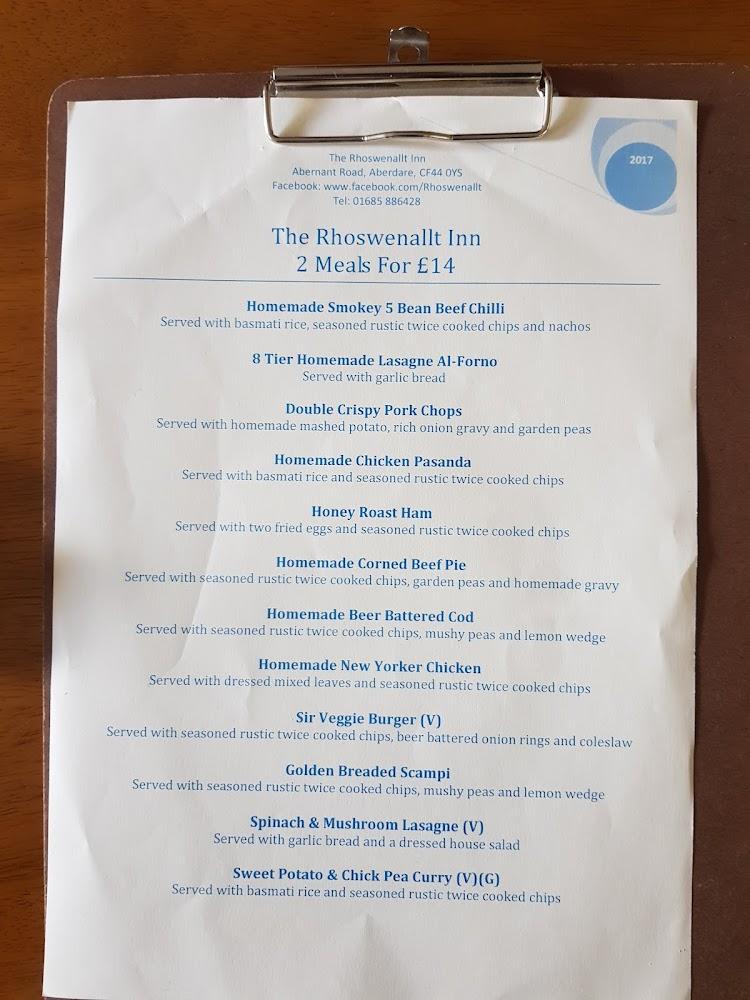 2017
The Rhoswenallt Inn
Abernant Road, Aberdare, CF44 0YS
Facebook: www.facebook.com/Rhoswenallt
Tel: 01685 886428
The Rhoswenallt Inn
2 Meals For £14
Homemade Smokey 5 Bean Beef Chilli
Served with basmati rice, seasoned rustic twice cooked chips and nachos
8 Tier Homemade Lasagne Al-Forno
Served with garlic bread
Double Crispy Pork Chops
Served with homemade mashed potato, rich onion gravy and garden peas
Homemade Chicken Pasanda
Served with basmati rice and seasoned rustic twice cooked chips
Honey Roast Ham
Served with two fried eggs and seasoned rustic twice cooked chips
Homemade Corned Beef Pie
Served with seasoned rustic twice cooked chips, garden peas and homemade gravy
Homemade Beer Battered Cod
Served with seasoned rustic twice cooked chips, mushy peas and lemon wedge
Homemade New Yorker Chicken
Served with dressed mixed leaves and seasoned rustic twice cooked chips
Sir Veggie Burger (V)
Served with seasoned rustic twice cooked chips, beer battered onion rings and coleslaw
Golden Breaded Scampi
Served with seasoned rustic twice cooked chips, mushy peas and lemon wedge
Spinach & Mushroom Lasagne (V)
Served with garlic bread and a dressed house salad
Sweet Potato & Chick Pea Curry (V)(G)
Served with basmati rice and seasoned rustic twice cooked chips